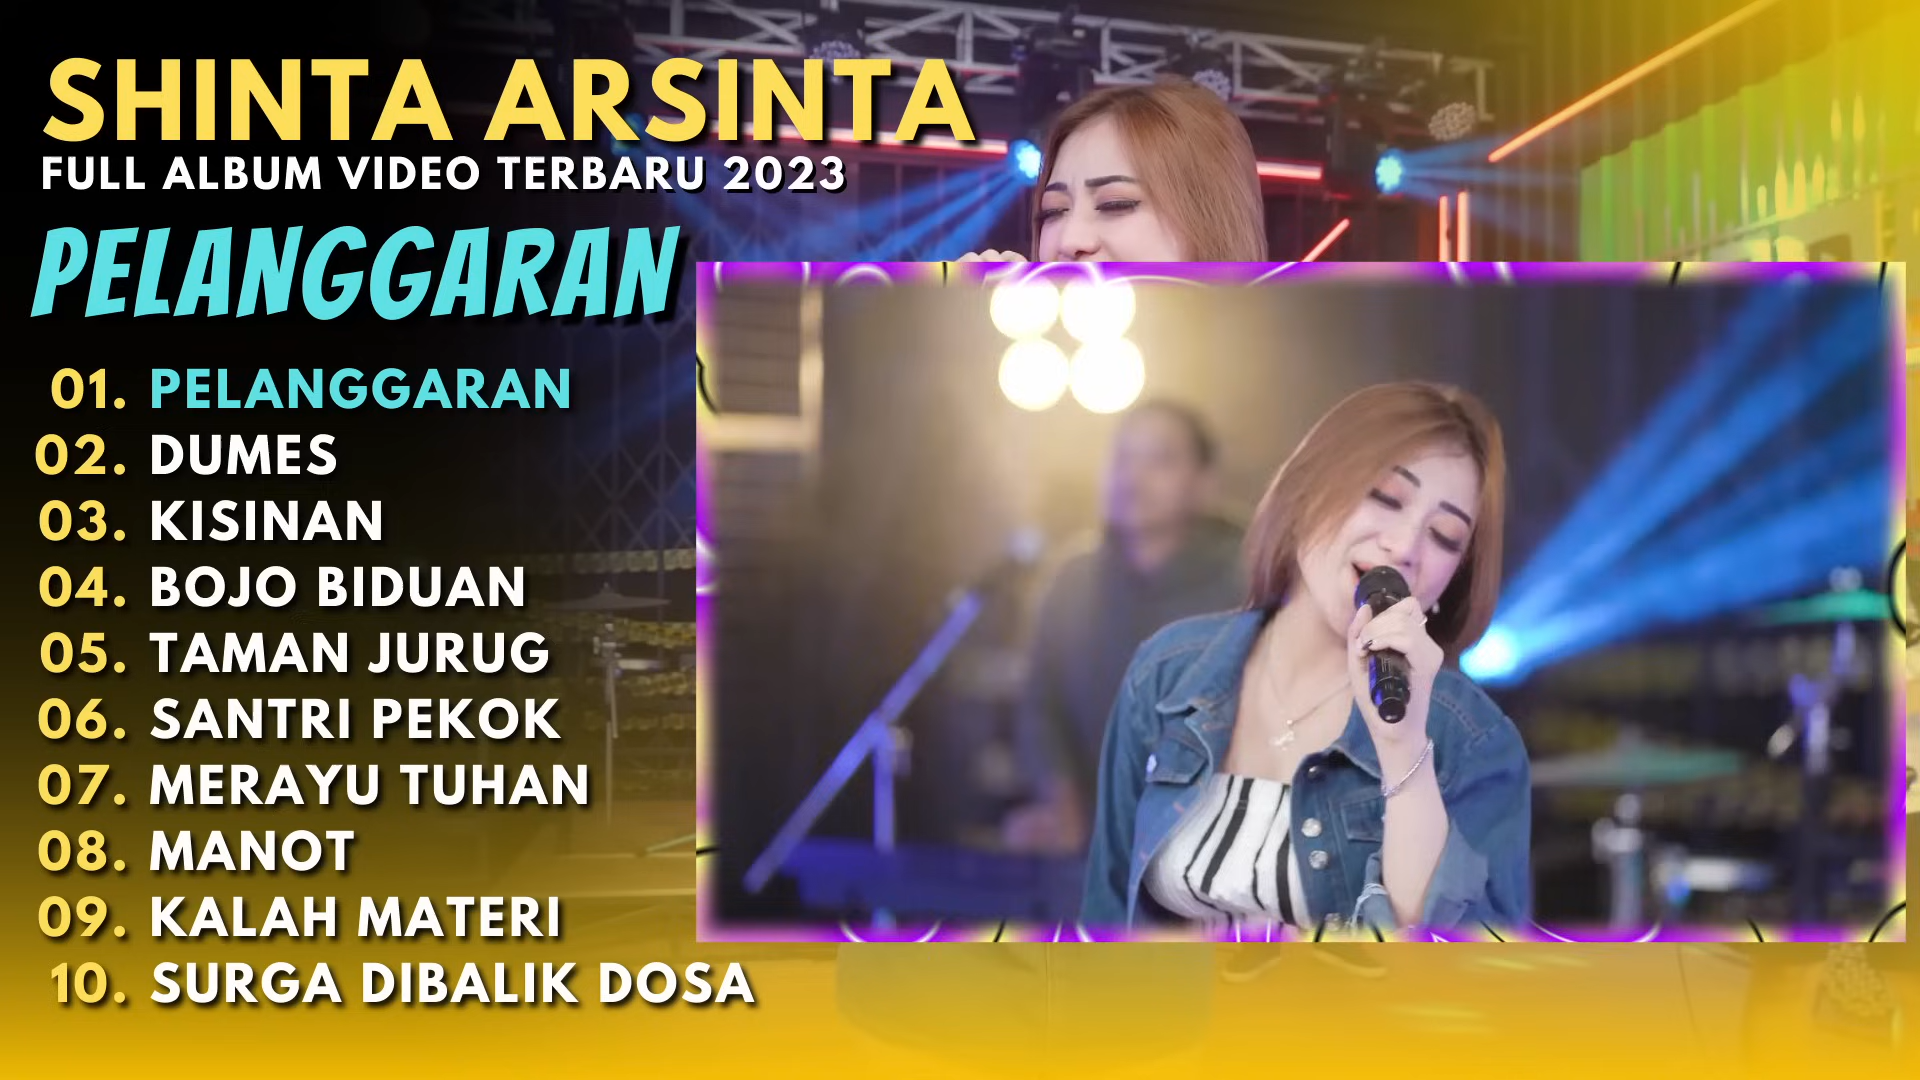 SHINTA ARSINTA
FULL ALBUM VIDEO TERBARU 2023
PELANGGARAN
01. PELANGGARAN
02. DUMES
03. KISINAN
04. BOJO BIDUAN
05. TAMAN JURUG
06. SANTRI PEKOK
07. MERAYU TUHAN
08. MANOT
09. KALAH MATERI
10. SURGA DIBALIK DOSA